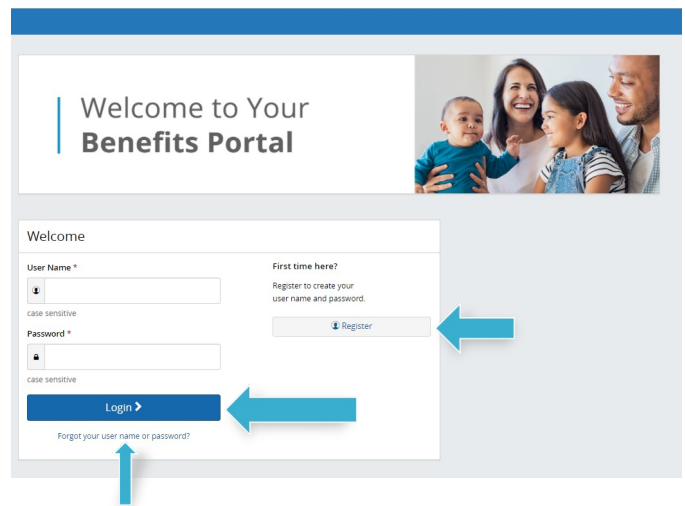 Welcome to Your
Benefits Portal
Welcome
User Name *
case sensitive
Password *
case sensitive
Login
Forgot your user name or password?
First time here?
Register to create your
user name and password.
Register